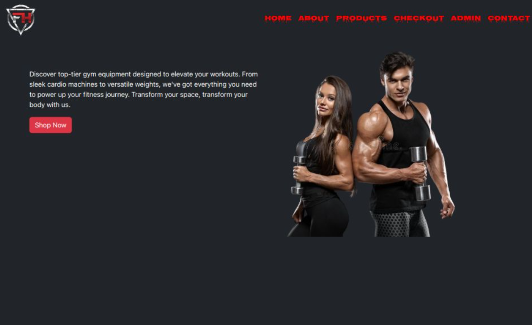 HOME ABOUT PRODUCTS CHECKOUT ADMIN CONTACT
Discover top-tier gym equipment designed to elevate your workouts. From
sleek cardio machines to versatile weights, we've got everything you need
to power up your fitness journey. Transform your space, transform your
body with us.
Shop Now